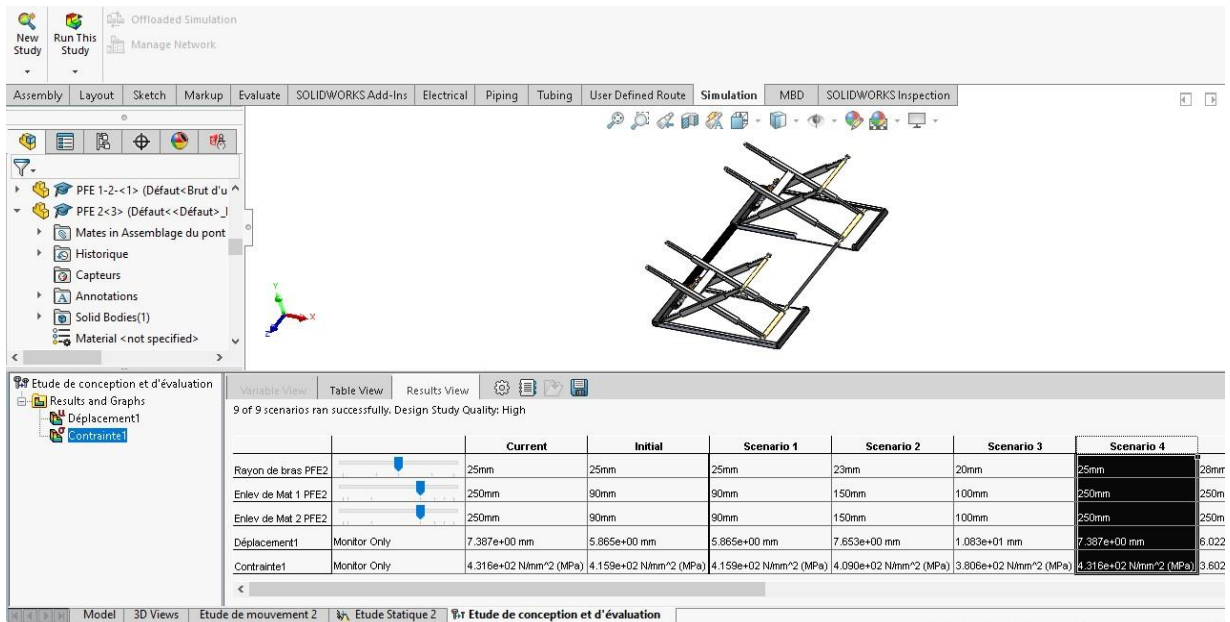 New Study
Run This Study
Offloaded Simulation
Manage Network
Assembly Layout Sketch Markup Evaluate SOLIDWORKS Add-Ins Electrical Piping Tubing User Defined Route Simulation MBD SOLIDWORKS Inspection
PFE 1-2-<1> (Défaut<Brut d'u
PFE 2<3> (Défaut<<Défaut>_
Mates in Assemblage du pont
Historique
Capteurs
Annotations
Solid Bodies(1)
Material <not specified>
Y
X
Z
Etude de conception et d'évaluation
Results and Graphs
Déplacement1
Contrainte1
Variable View Table View Results View
9 of 9 scenarios ran successfully. Design Study Quality: High
Current Initial Scenario 1 Scenario 2 Scenario 3 Scenario 4
Rayon de bras PFE2 25mm 25mm 25mm 23mm 20mm 25mm 28mm
Enlev de Mat 1 PFE2 250mm 90mm 90mm 150mm 100mm 250mm 250m
Enlev de Mat 2 PFE2 250mm 90mm 90mm 150mm 100mm 250mm 250m
Déplacement1 Monitor Only 7.387e+00 mm 5.865e+00 mm 5.865e+00 mm 7.653e+00 mm 1.083e+01 mm 7.387e+00 mm 6.022
Contrainte1 Monitor Only 4.316e+02 N/mm^2 (MPa) 4.159e+02 N/mm^2 (MPa) 4.159e+02 N/mm^2 (MPa) 4.090e+02 N/mm^2 (MPa) 3.806e+02 N/mm^2 (MPa) 4.316e+02 N/mm^2 (MPa) 3.602
Model 3D Views Etude de mouvement 2 Etude Statique 2 Etude de conception et d'évaluation